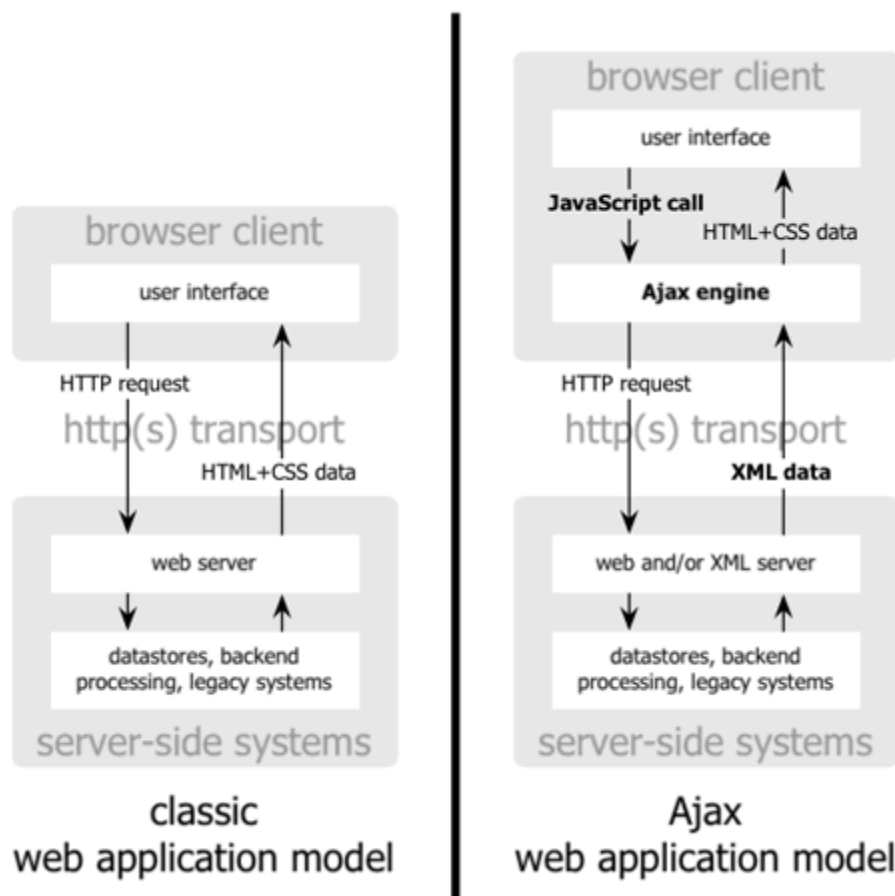 browser client
user interface
HTTP request
http(s) transport
HTML+CSS data
web server
datastores, backend
processing, legacy systems
server-side systems
classic
web application model
browser client
user interface
JavaScript call
HTML+CSS data
Ajax engine
HTTP request
http(s) transport
XML data
web and/or XML server
datastores, backend
processing, legacy systems
server-side systems
Ajax
web application model